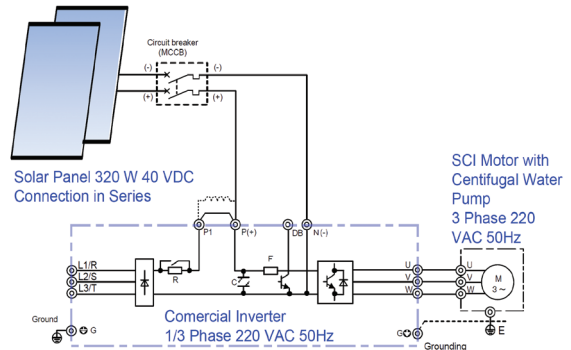 Circuit breaker
(MCCB)
(-)
(-)
(+)
(+)
Solar Panel 320 W 40 VDC
Connection in Series
SCI Motor with
Centifugal Water
Pump
3 Phase 220
VAC 50Hz
P1
P(+)
DB
N (-)
L1/R
L2/S
L3/T
R
C
F
U
V
W
U
V
W
M
3 ~
Comercial Inverter
1/3 Phase 220 VAC 50Hz
Ground
G
G
E
Grounding